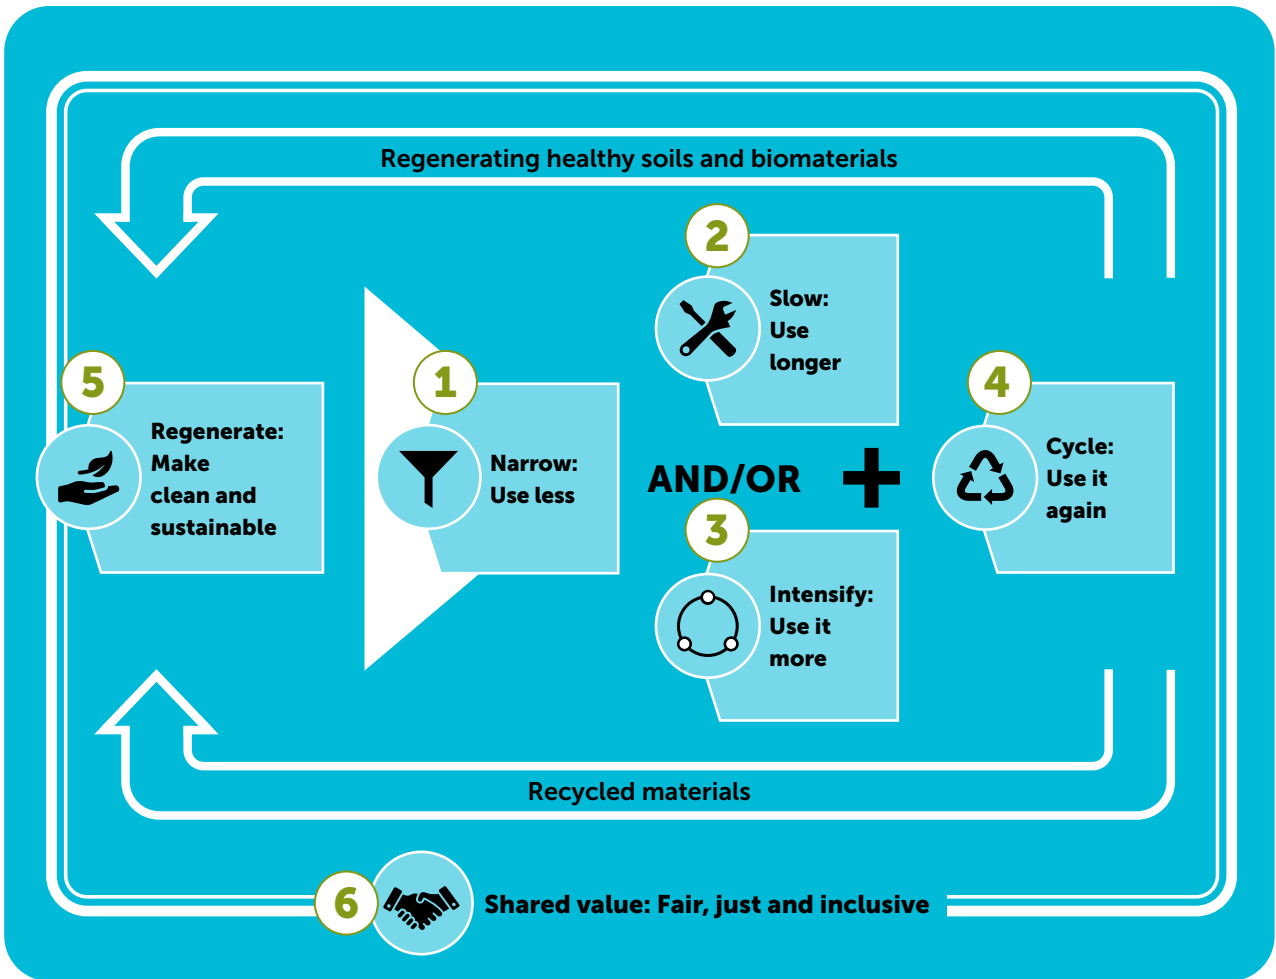 Regenerating healthy soils and biomaterials
5
Regenerate:
Make
clean and
sustainable
1
Narrow:
Use less
2
Slow:
Use
longer
AND/OR
+
3
Intensify:
Use it
more
4
Cycle:
Use it
again
Recycled materials
6
Shared value: Fair, just and inclusive